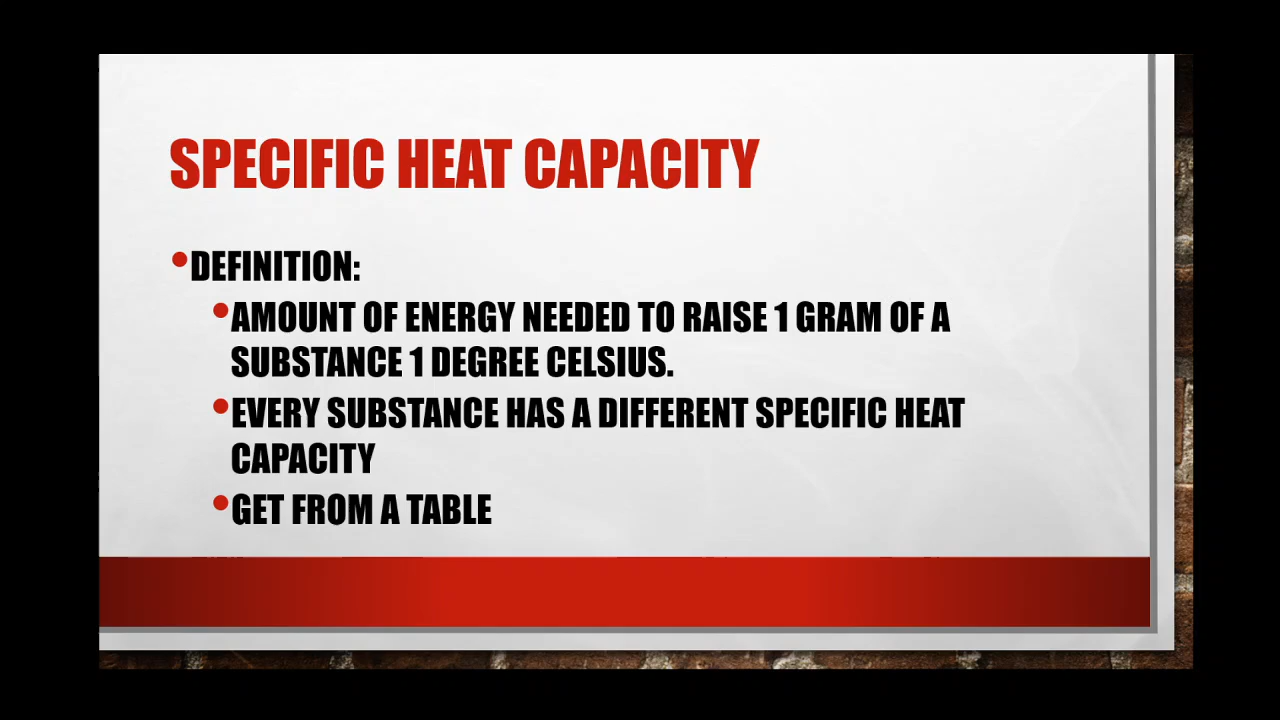 SPECIFIC HEAT CAPACITY
•DEFINITION:
•AMOUNT OF ENERGY NEEDED TO RAISE 1 GRAM OF A
SUBSTANCE 1 DEGREE CELSIUS.
•EVERY SUBSTANCE HAS A DIFFERENT SPECIFIC HEAT
CAPACITY
•GET FROM A TABLE